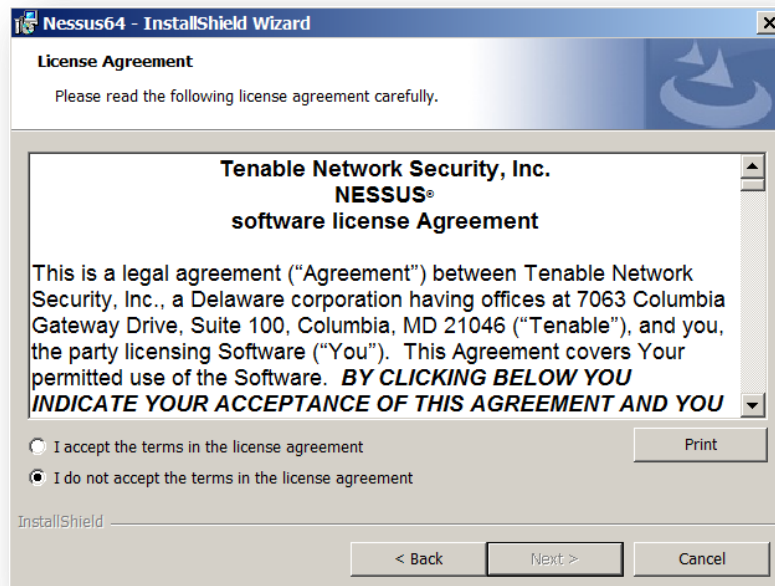 Nessus64 - InstallShield Wizard
License Agreement
Please read the following license agreement carefully.
Tenable Network Security, Inc.
NESSUS®
software license Agreement
This is a legal agreement (“Agreement”) between Tenable Network
Security, Inc., a Delaware corporation having offices at 7063 Columbia
Gateway Drive, Suite 100, Columbia, MD 21046 (“Tenable”), and you,
the party licensing Software (“You”).  This Agreement covers Your
permitted use of the Software.  BY CLICKING BELOW YOU
INDICATE YOUR ACCEPTANCE OF THIS AGREEMENT AND YOU
I accept the terms in the license agreement
Print
I do not accept the terms in the license agreement
InstallShield
< Back
Next >
Cancel